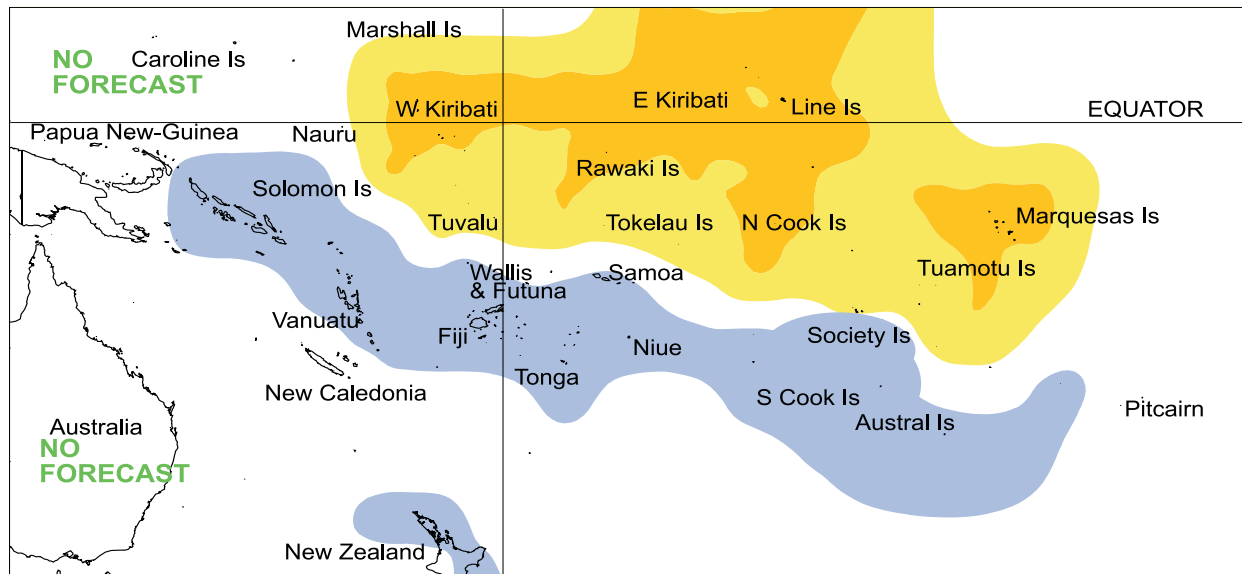 Marshall Is
Caroline Is
NO
FORECAST
W Kiribati
E Kiribati
Line Is
EQUATOR
Papua New-Guinea
Nauru
Rawaki Is
Solomon Is
Tuvalu
Tokelau Is
N Cook Is
Marquesas Is
Wallis
& Futuna
Samoa
Tuamotu Is
Vanuatu
Fiji
Niue
Society Is
Tonga
New Caledonia
S Cook Is
Pitcairn
Australia
Austral Is
NO
FORECAST
New Zealand